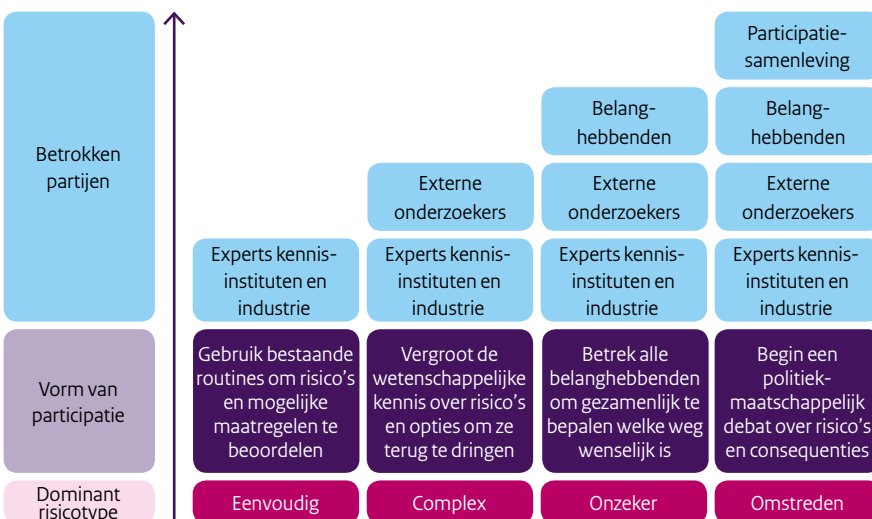 Participatie-
samenleving
Belang-
hebbenden
Belang-
hebbenden
Betrokken
partijen
Externe
onderzoekers
Externe
onderzoekers
Externe
onderzoekers
Experts kennis-
instituten en
industrie
Experts kennis-
instituten en
industrie
Experts kennis-
instituten en
industrie
Experts kennis-
instituten en
industrie
Vorm van
participatie
Gebruik bestaande
routines om risico's
en mogelijke
maatregelen te
beoordelen
Vergroot de
wetenschappelijke
kennis over risico's
en opties om ze
terug te dringen
Betrek alle
belanghebbenden
om gezamenlijk te
bepalen welke weg
wenselijk is
Begin een
politiek-
maatschappelijk
debat over risico's
en consequenties
Dominant
risicotype
Eenvoudig
Complex
Onzeker
Omstreden